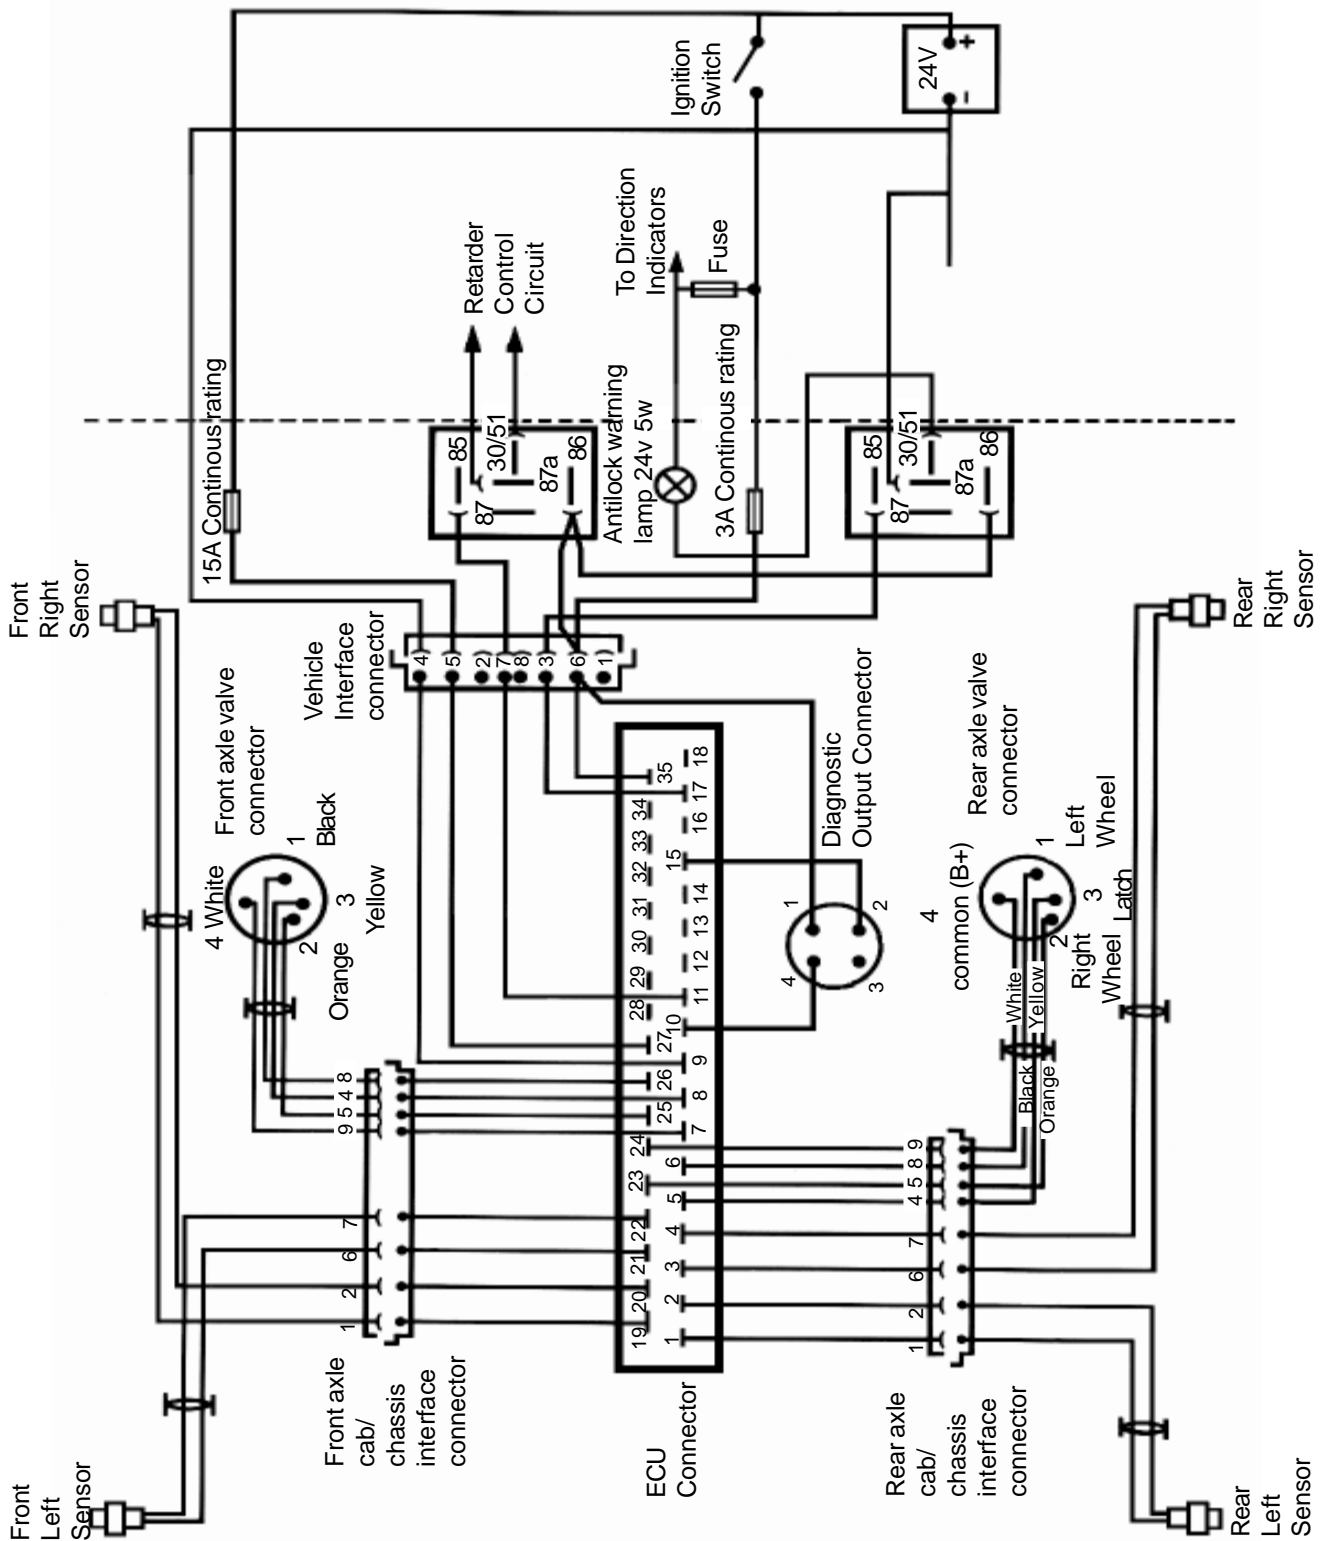 Front
Left
Sensor
Front
Right
Sensor
Front axle valve
connector
4 White
1
Black
3
Yellow
2
Orange
Vehicle
Interface
connector
15A Continous rating
Retarder
Control
Circuit
Ignition
Switch
24V
+
-
To Direction
Indicators
Fuse
Antilock warning
lamp 24v 5w
3A Continous rating
85
30/51
87
87a
86
85
30/51
87
87a
86
4
5
2
7
8
3
6
1
Front axle
cab/
chassis
interface
connector
1
2
6
7
9
5
4
8
ECU
Connector
19
20
21
22
23
24
25
26
27
28
29
30
31
32
33
34
35
1
2
3
4
5
6
7
8
9
10
11
12
13
14
15
16
17
18
Diagnostic
Output Connector
1
2
3
4
Rear axle valve
connector
4
common (B+)
1
Left
Wheel
3
Latch
2
Right
Wheel
White
Yellow
Black
Orange
Rear axle
cab/
chassis
interface
connector
1
2
6
7
4
5
8
9
Rear
Left
Sensor
Rear
Right
Sensor